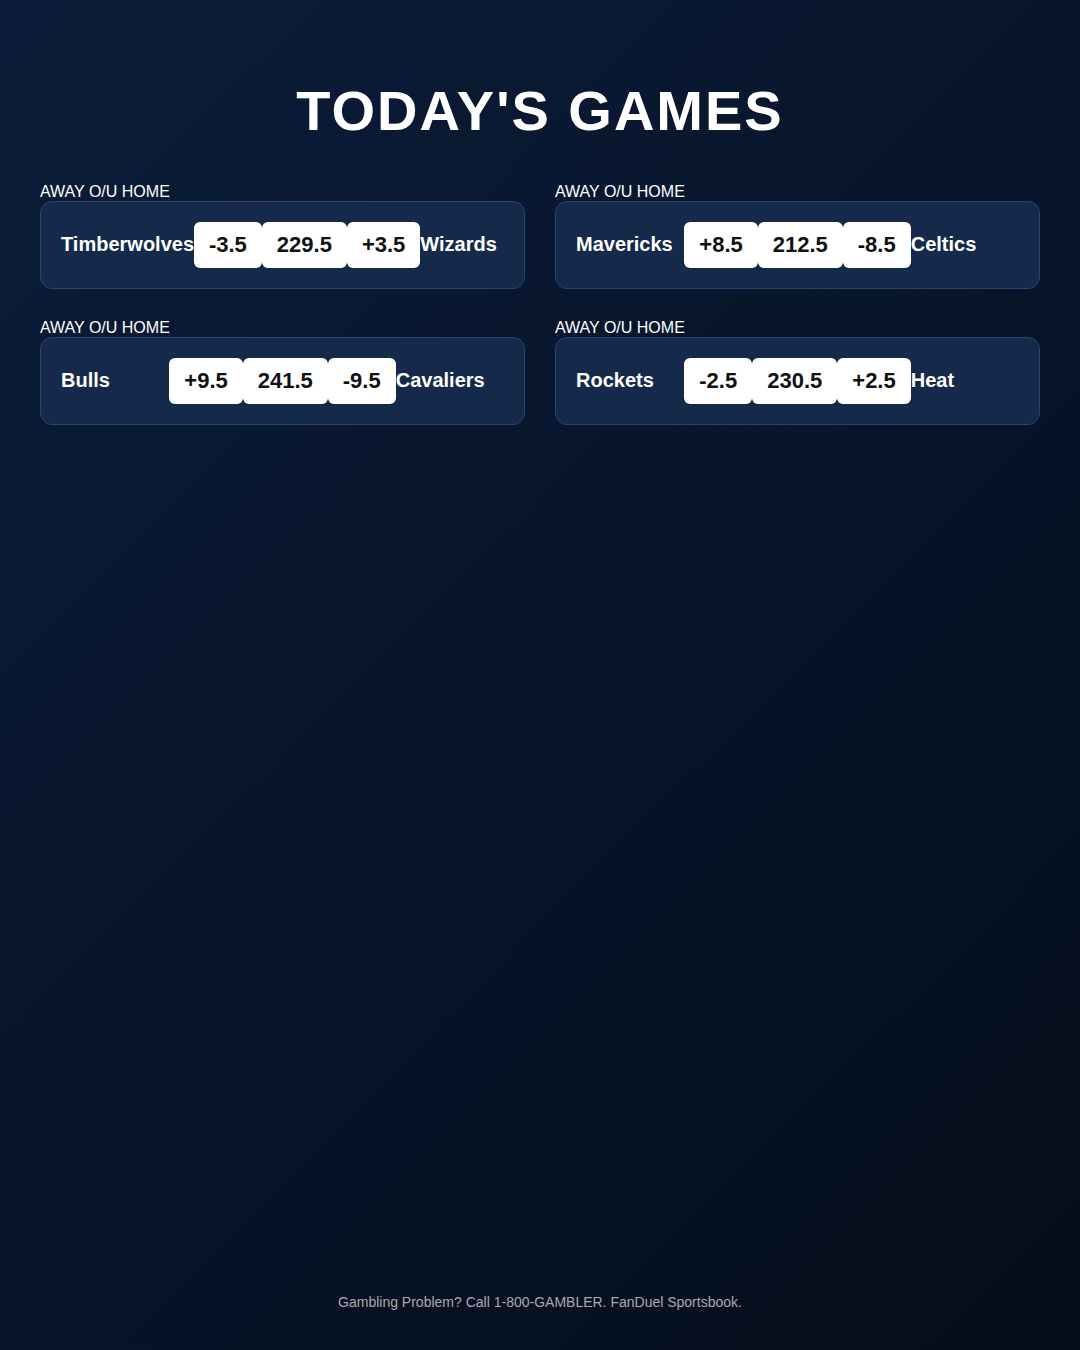 TODAY'S GAMES
AWAY O/U HOME
Timberwolves -3.5 229.5 +3.5 Wizards
AWAY O/U HOME
Mavericks +8.5 212.5 -8.5 Celtics
AWAY O/U HOME
Bulls +9.5 241.5 -9.5 Cavaliers
AWAY O/U HOME
Rockets -2.5 230.5 +2.5 Heat
Gambling Problem? Call 1-800-GAMBLER. FanDuel Sportsbook.